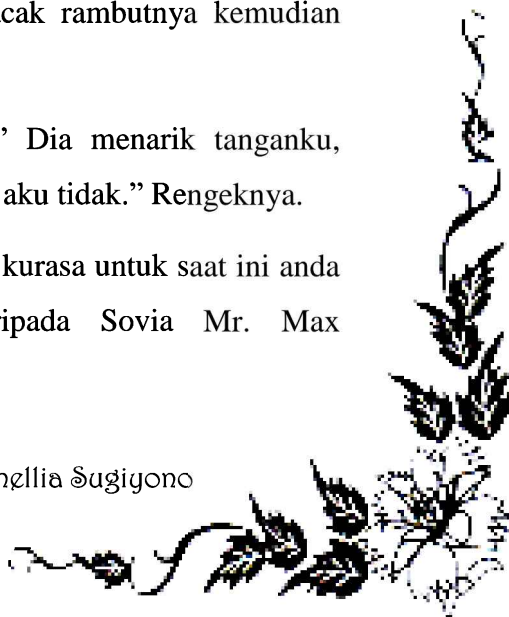 acak rambutnya kemudian
” Dia menarik tanganku,
aku tidak.” Rengeknya.
kurasa untuk saat ini anda
ripada Sovia Mr. Max
nellia Sugiyono